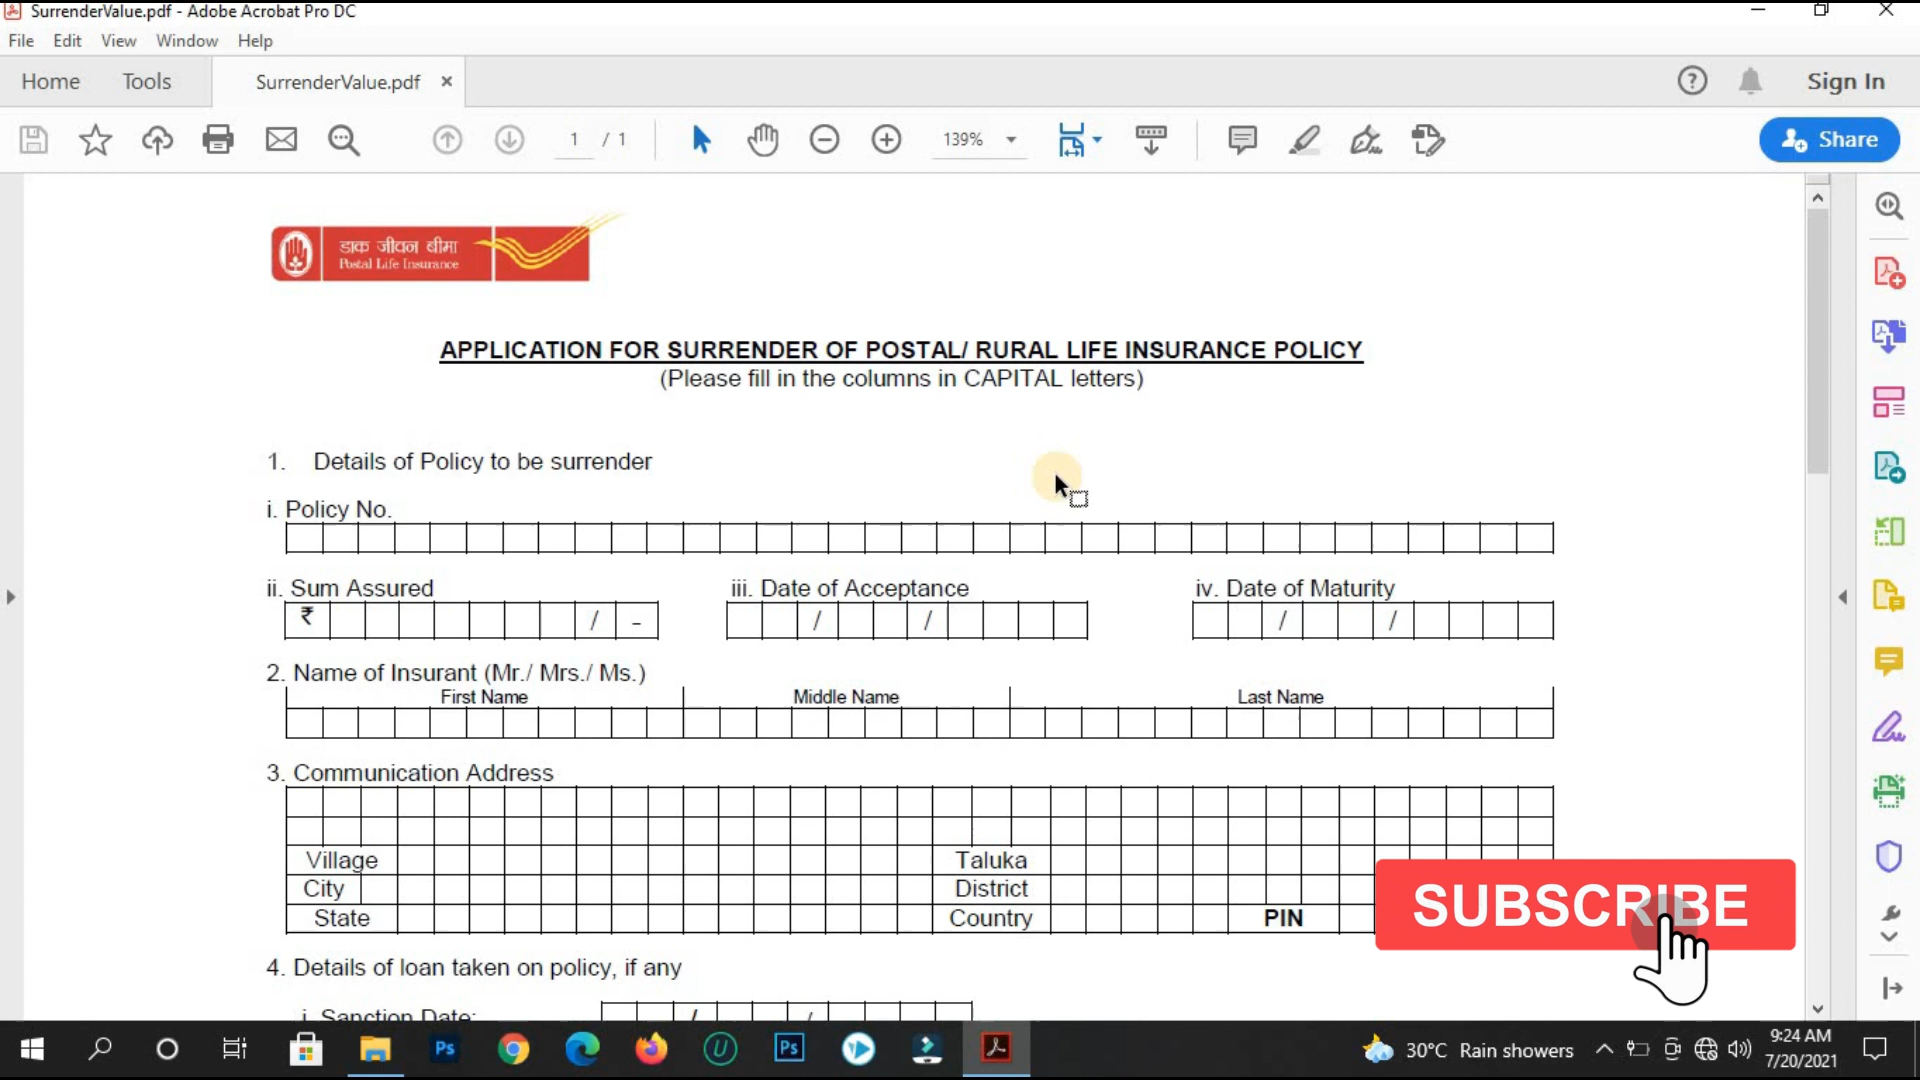 SurrenderValue.pdf - Adobe Acrobat Pro DC
File Edit View Window Help
Home Tools SurrenderValue.pdf × Sign In
1 / 1 139% Share
डाक जीवन बीमा
Postal Life Insurance
APPLICATION FOR SURRENDER OF POSTAL/ RURAL LIFE INSURANCE POLICY
(Please fill in the columns in CAPITAL letters)
1. Details of Policy to be surrender
i. Policy No.
ii. Sum Assured iii. Date of Acceptance iv. Date of Maturity
₹ / - / / / /
2. Name of Insurant (Mr./ Mrs./ Ms.)
First Name Middle Name Last Name
3. Communication Address
Village Taluka
City District
State Country PIN
SUBSCRIBE
4. Details of loan taken on policy, if any
i. Sanction Date: / /
Ps Ps 30°C Rain showers 9:24 AM
7/20/2021